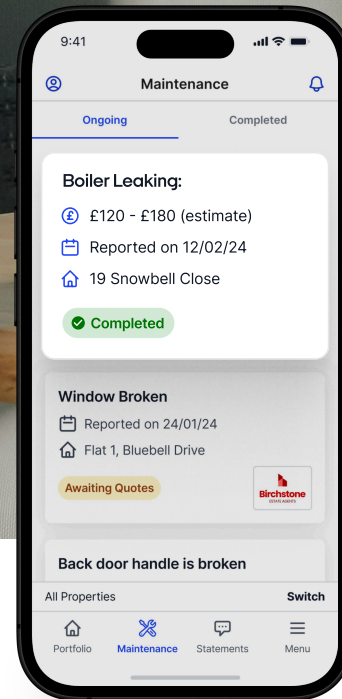 9:41
Maintenance
Ongoing
Completed
Boiler Leaking:
£120 - £180 (estimate)
Reported on 12/02/24
19 Snowbell Close
Completed
Window Broken
Reported on 24/01/24
Flat 1, Bluebell Drive
Awaiting Quotes
Birchstone
ESTATE AGENTS
Back door handle is broken
All Properties
Switch
Portfolio
Maintenance
Statements
Menu